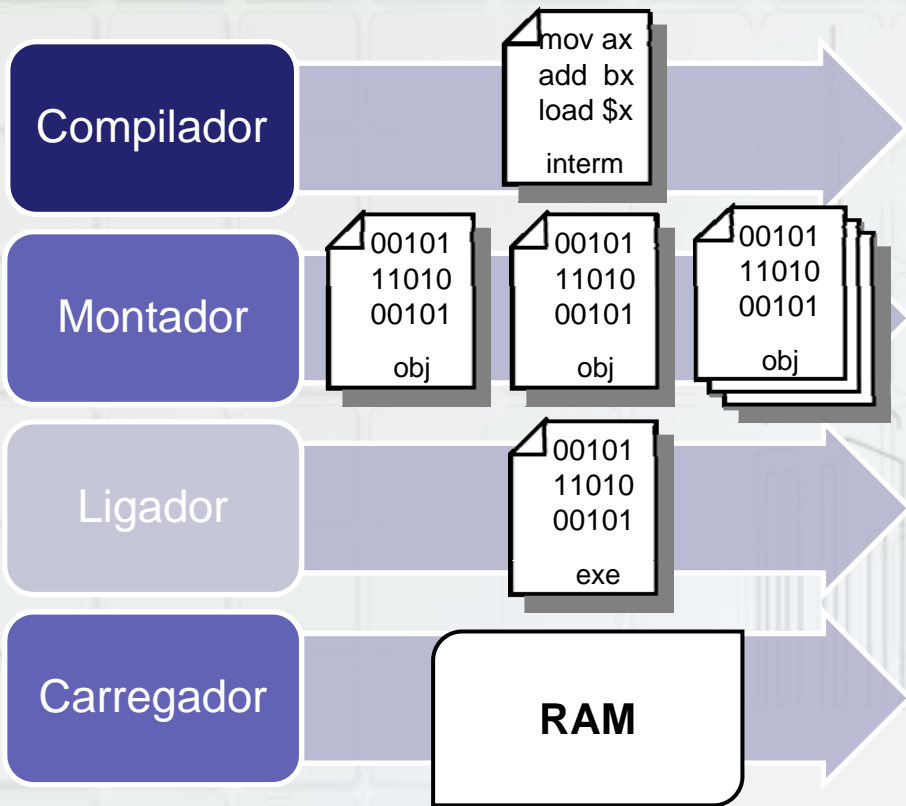 Compilador
mov ax
add bx
load $x
interm
Montador
00101
11010
00101
obj
00101
11010
00101
obj
00101
11010
00101
obj
Ligador
00101
11010
00101
exe
Carregador
RAM